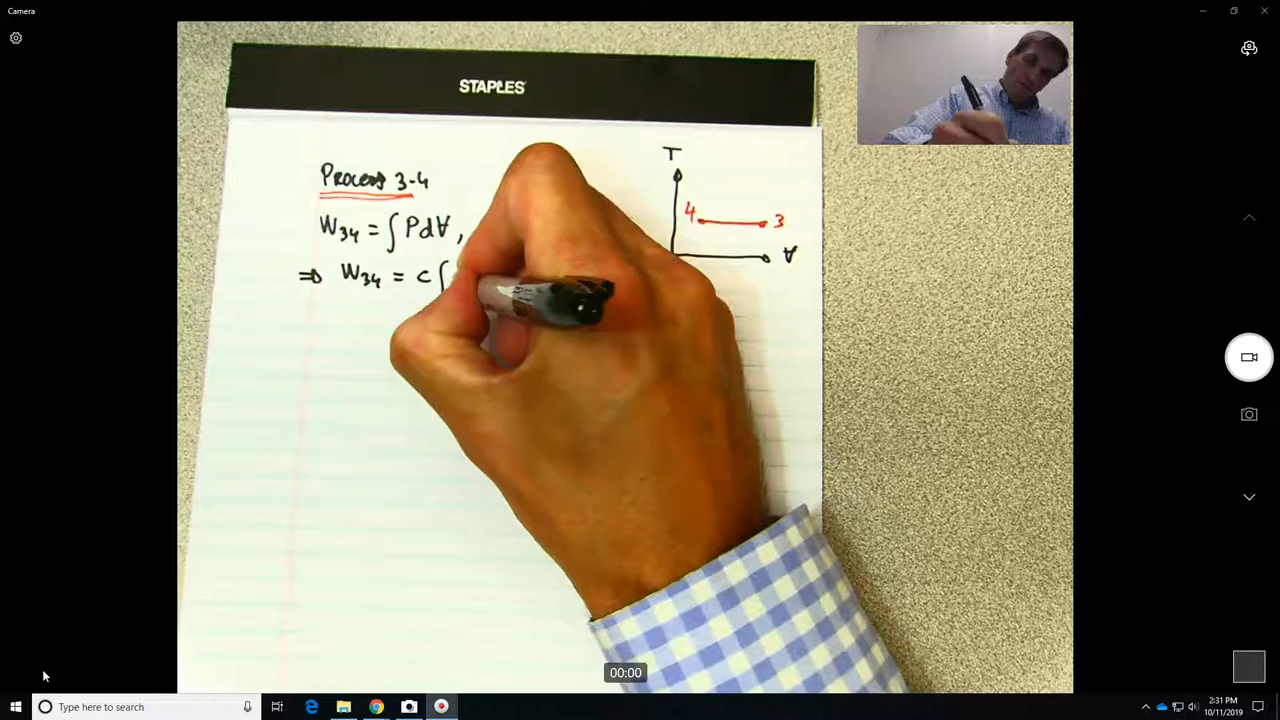 Camera
STAPLES
Process 3-4
W₃₄ = ∫ Pd∀,
⇒ W₃₄ = c ∫
T
4 3
∀
00:00
Type here to search
2:31 PM
10/11/2019